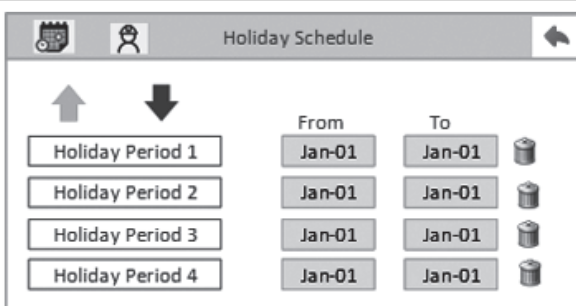 Holiday Schedule
From To
Holiday Period 1 Jan-01 Jan-01
Holiday Period 2 Jan-01 Jan-01
Holiday Period 3 Jan-01 Jan-01
Holiday Period 4 Jan-01 Jan-01